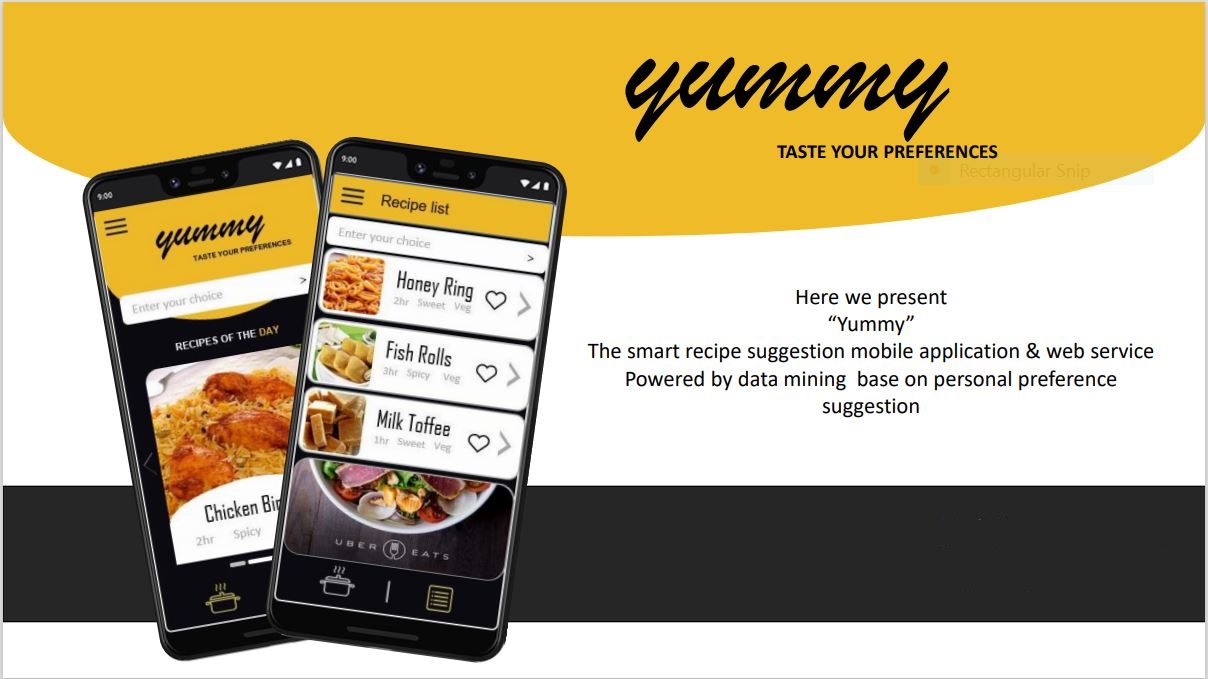 yummy
TASTE YOUR PREFERENCES
Rectangular Snip
9:00
yummy
TASTE YOUR PREFERENCES
Enter your choice >
RECIPES OF THE DAY
Chicken Bir
2hr Spicy
9:00
Recipe list
Enter your choice >
Honey Ring
2hr Sweet Veg
Fish Rolls
3hr Spicy Veg
Milk Toffee
1hr Sweet Veg
UBER EATS
Here we present
“Yummy”
The smart recipe suggestion mobile application & web service
Powered by data mining base on personal preference
suggestion